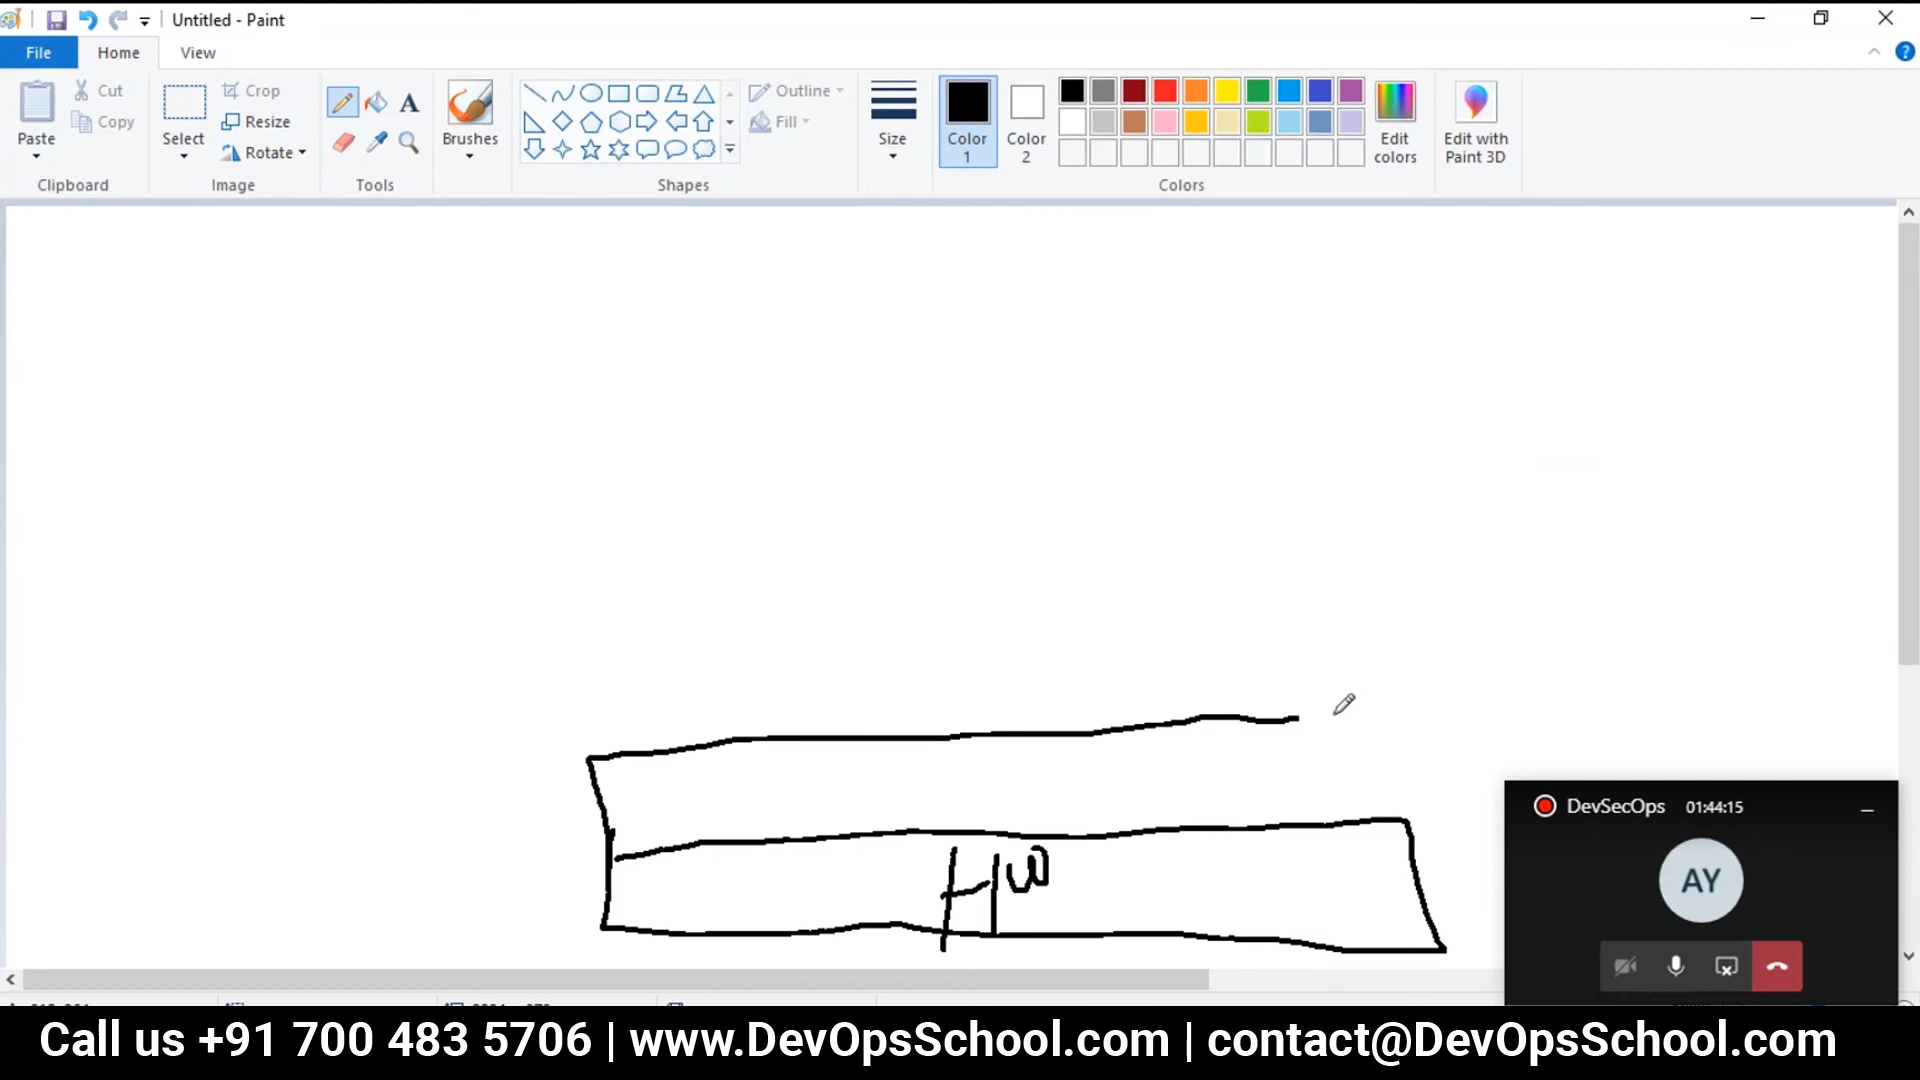 Untitled - Paint
File Home View
Paste
Cut
Copy
Clipboard
Select
Crop
Resize
Rotate
Image
A
Tools
Brushes
Shapes
Outline
Fill
Size
Color 1
Color 2
Colors
Edit colors
Edit with Paint 3D
HW
DevSecOps 01:44:15
AY
Call us +91 700 483 5706 | www.DevOpsSchool.com | contact@DevOpsSchool.com